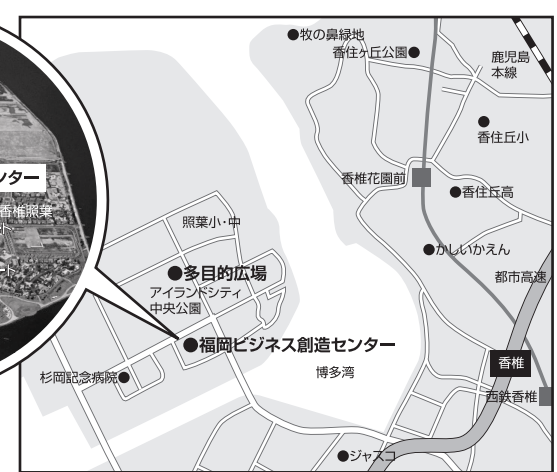 牧の鼻緑地
香住ヶ丘公園
鹿児島
本線
香住丘小
ンター
香椎照葉
香椎花園前
香住丘高
照葉小・中
かしいかえん
多目的広場
アイランドシティ
中央公園
都市高速
福岡ビジネス創造センター
香椎
博多湾
杉岡記念病院
西鉄香椎
ジャスコ